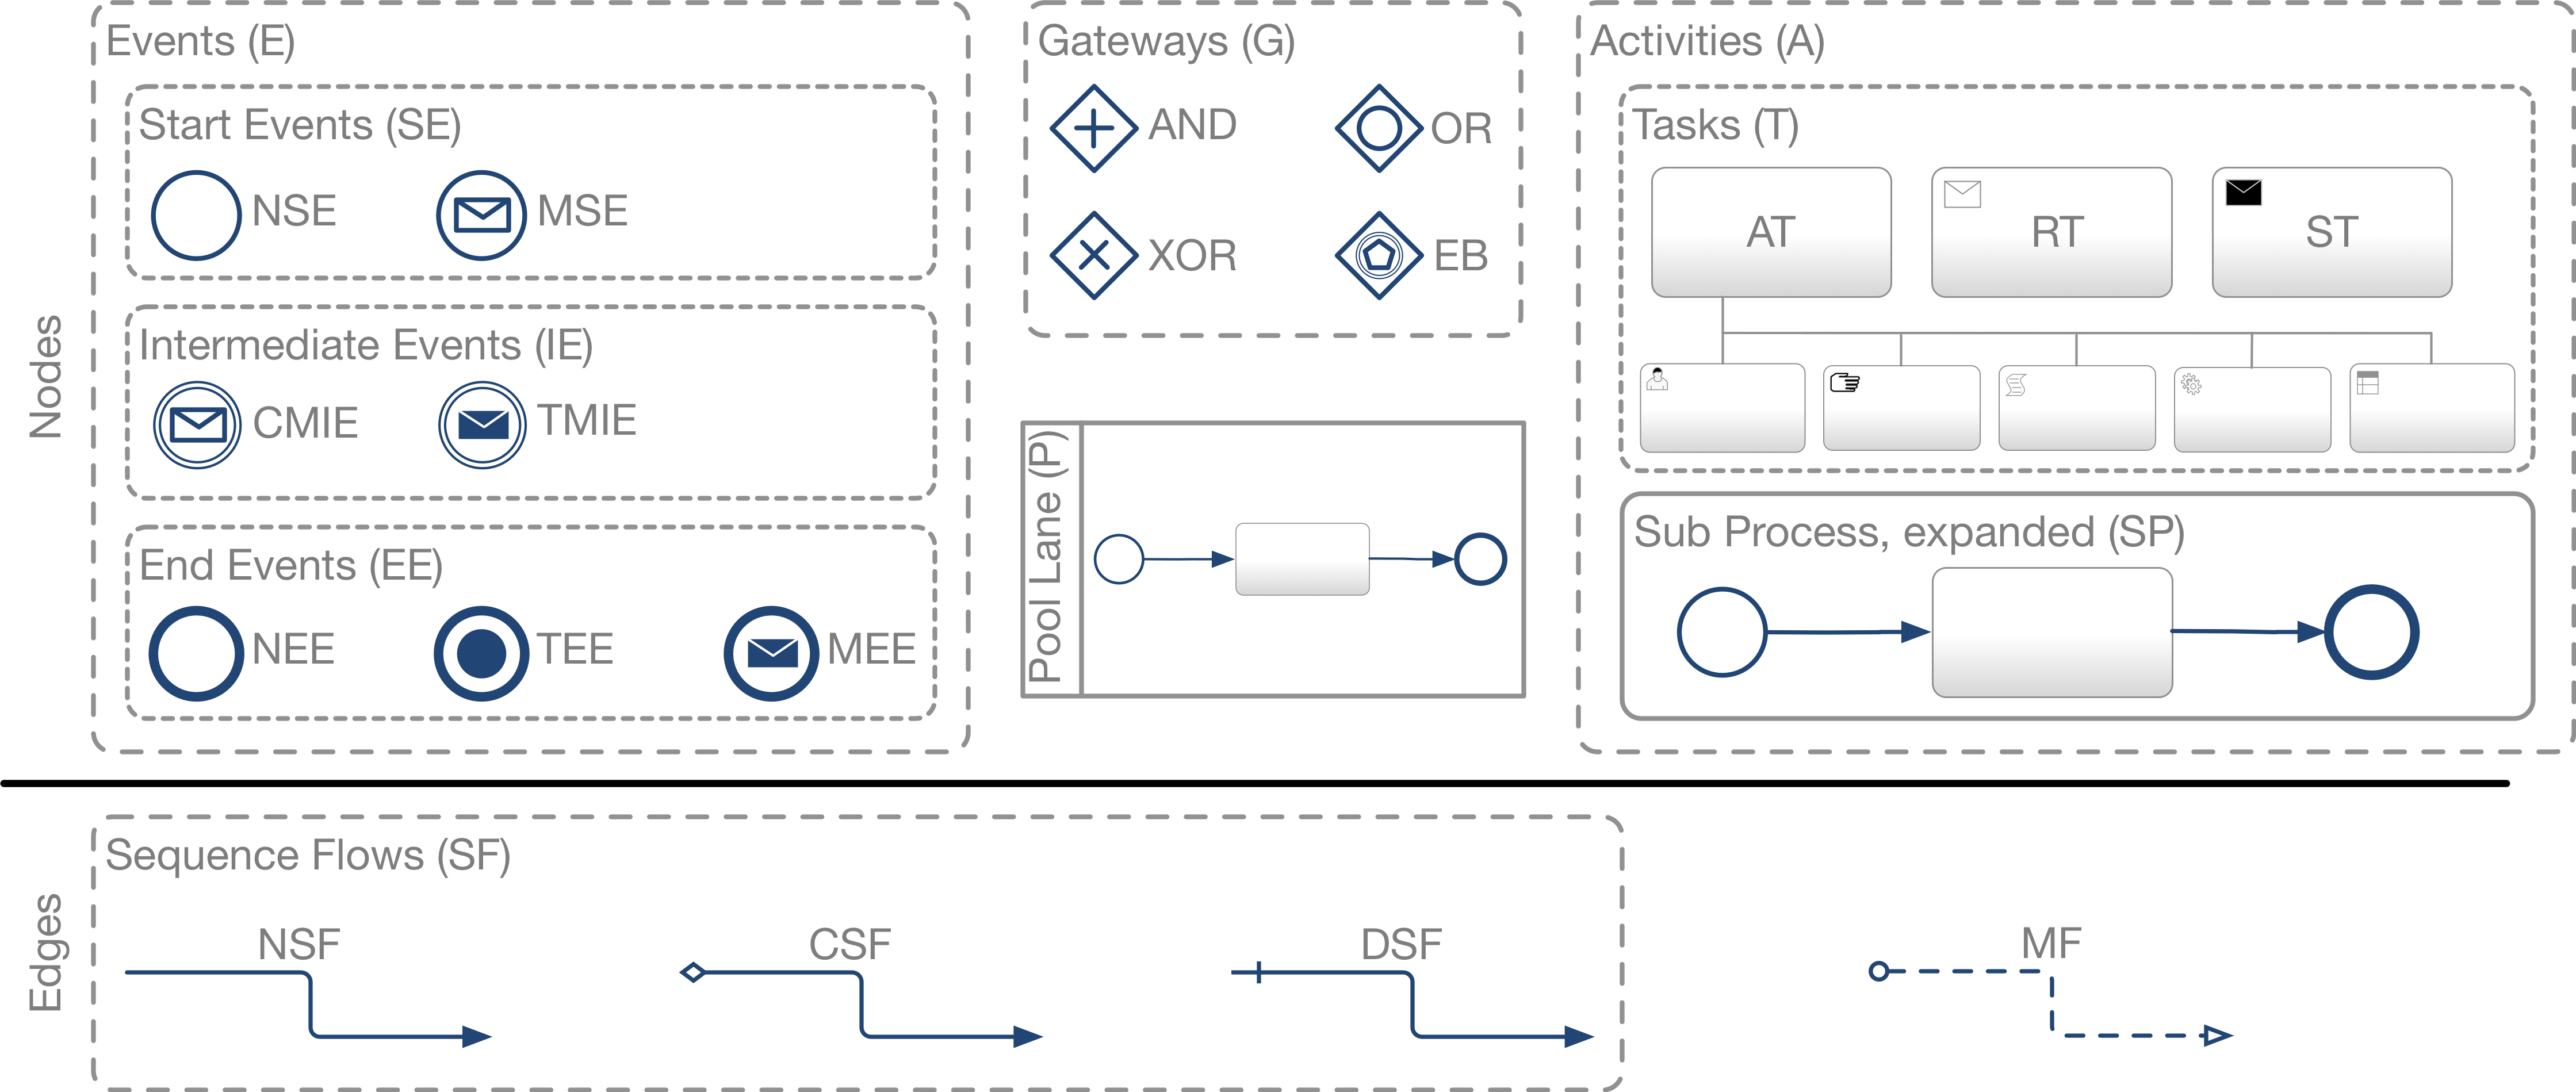 Nodes
Events (E)
Start Events (SE)
NSE
MSE
Intermediate Events (IE)
CMIE
TMIE
End Events (EE)
NEE
TEE
MEE
Gateways (G)
AND
OR
XOR
EB
Pool Lane (P)
Activities (A)
Tasks (T)
AT
RT
ST
Sub Process, expanded (SP)
Edges
Sequence Flows (SF)
NSF
CSF
DSF
MF